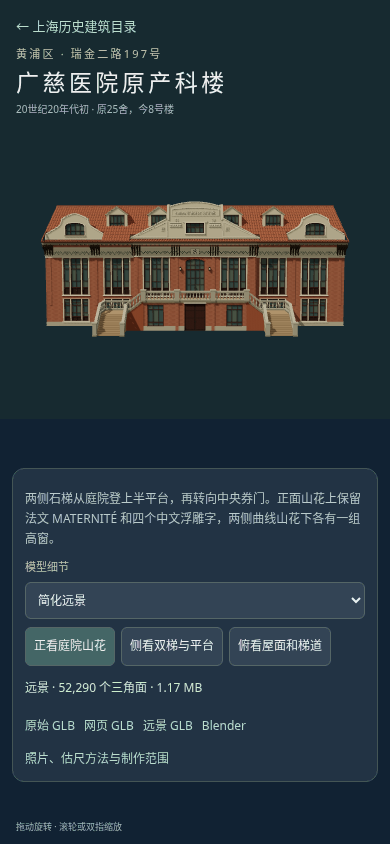 ← 上海历史建筑目录
黄浦区 · 瑞金二路197号
广慈医院原产科楼
20世纪20年代初 · 原25舍，今8号楼
两侧石梯从庭院登上半平台，再转向中央券门。正面山花上保留
法文 MATERNITÉ 和四个中文浮雕字，两侧曲线山花下各有一组
高窗。
模型细节
简化远景
正看庭院山花 侧看双梯与平台 俯看屋面和梯道
远景 · 52,290 个三角面 · 1.17 MB
原始 GLB 网页 GLB 远景 GLB Blender
照片、估尺方法与制作范围
拖动旋转 · 滚轮或双指缩放